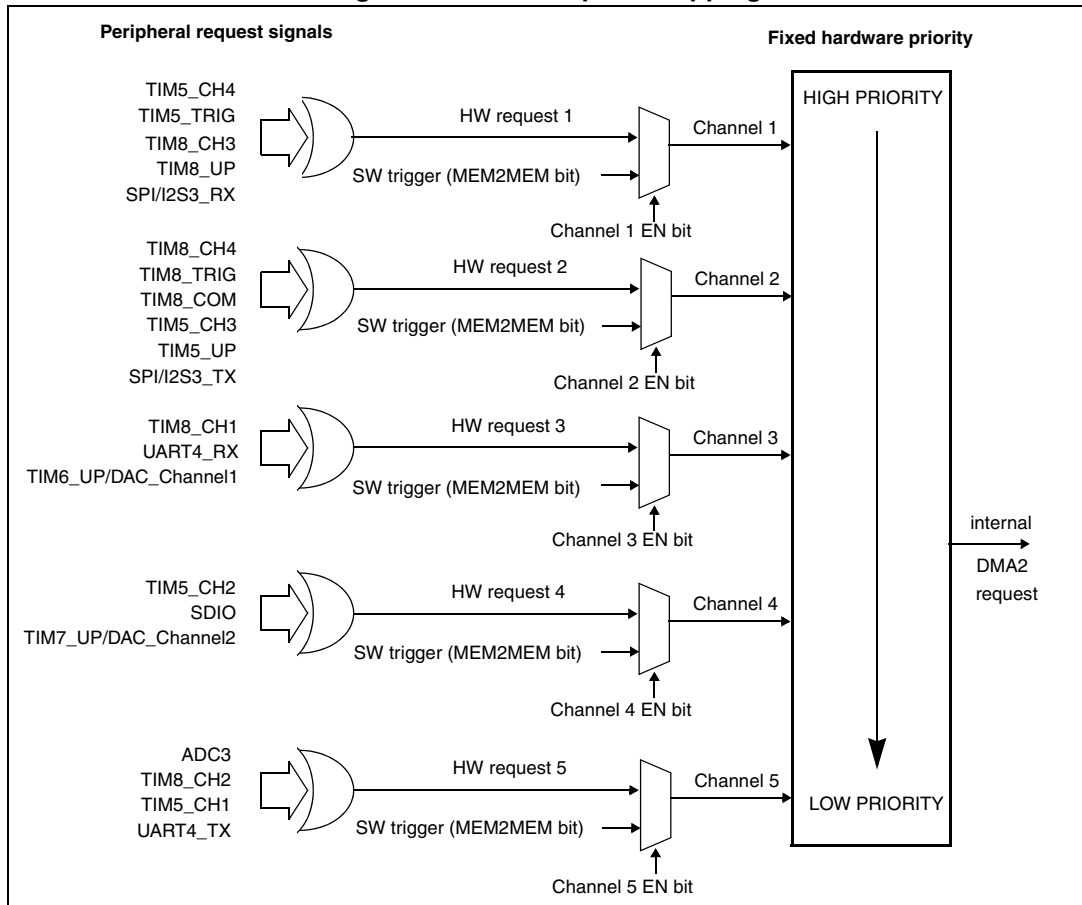 Peripheral request signals
Fixed hardware priority
TIM5_CH4
TIM5_TRIG
TIM8_CH3
TIM8_UP
SPI/I2S3_RX
HW request 1
SW trigger (MEM2MEM bit)
Channel 1
Channel 1 EN bit
HIGH PRIORITY
TIM8_CH4
TIM8_TRIG
TIM8_COM
TIM5_CH3
TIM5_UP
SPI/I2S3_TX
HW request 2
SW trigger (MEM2MEM bit)
Channel 2
Channel 2 EN bit
TIM8_CH1
UART4_RX
TIM6_UP/DAC_Channel1
HW request 3
SW trigger (MEM2MEM bit)
Channel 3
Channel 3 EN bit
internal
DMA2
request
TIM5_CH2
SDIO
TIM7_UP/DAC_Channel2
HW request 4
SW trigger (MEM2MEM bit)
Channel 4
Channel 4 EN bit
ADC3
TIM8_CH2
TIM5_CH1
UART4_TX
HW request 5
SW trigger (MEM2MEM bit)
Channel 5
Channel 5 EN bit
LOW PRIORITY